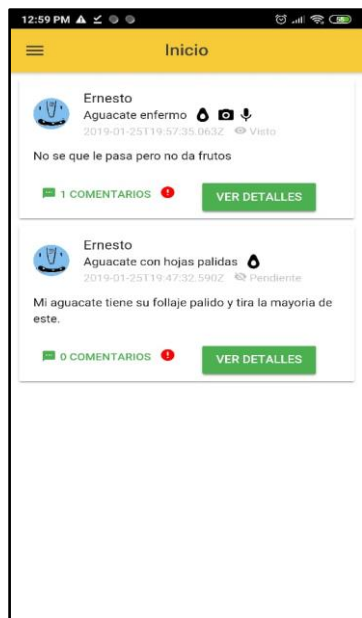 12:59 PM
Inicio
Ernesto
Aguacate enfermo
2019-01-25T19:57:35.063Z Visto
No se que le pasa pero no da frutos
1 COMENTARIOS
VER DETALLES
Ernesto
Aguacate con hojas palidas
2019-01-25T19:47:32.590Z Pendiente
Mi aguacate tiene su follaje palido y tira la mayoria de
este.
0 COMENTARIOS
VER DETALLES